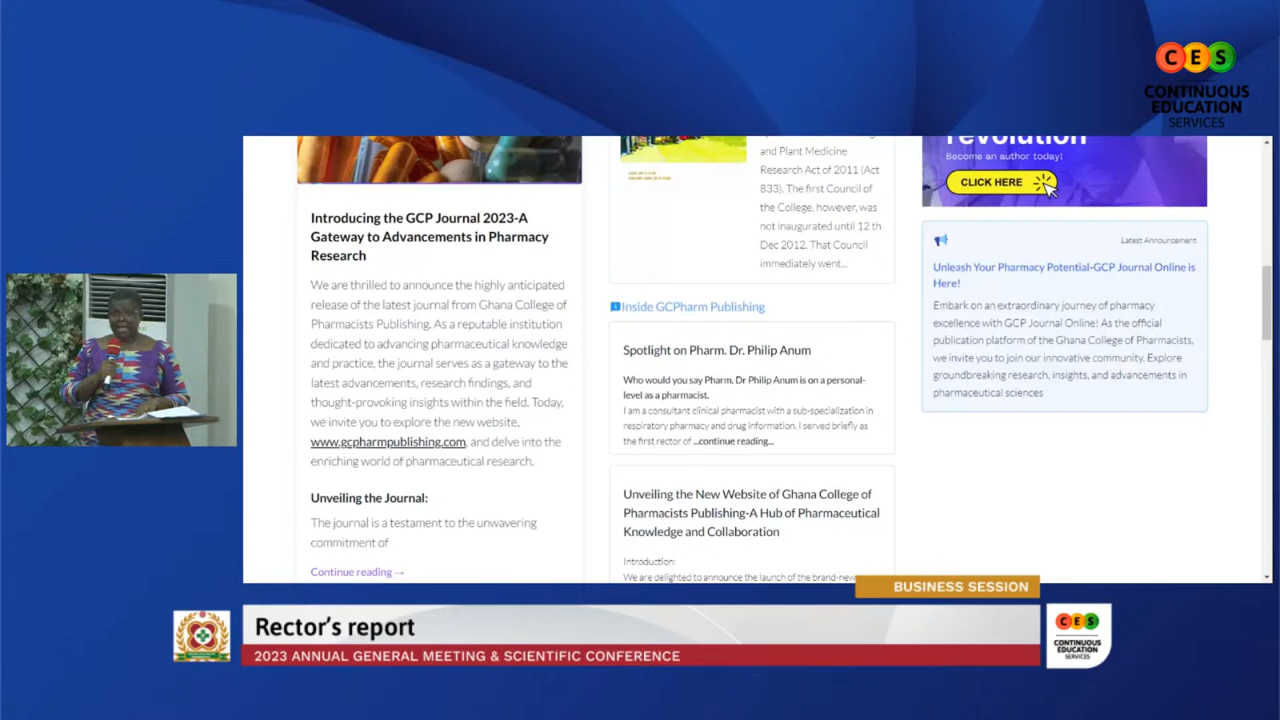 CES
CONTINUOUS
EDUCATION
SERVICES
Introducing the GCP Journal 2023-A
Gateway to Advancements in Pharmacy
Research
We are thrilled to announce the highly anticipated
release of the latest journal from Ghana College of
Pharmacists Publishing. As a reputable institution
dedicated to advancing pharmaceutical knowledge
and practice, the journal serves as a gateway to the
latest advancements, research findings, and
thought-provoking insights within the field. Today,
we invite you to explore the new website,
www.gcpharmpublishing.com, and delve into the
enriching world of pharmaceutical research.
Unveiling the Journal:
The journal is a testament to the unwavering
commitment of
Continue reading →
and Plant Medicine
Research Act of 2011 (Act
833). The first Council of
the College, however, was
not inaugurated until 12 th
Dec 2012. That Council
immediately went...
Inside GCPharm Publishing
Spotlight on Pharm. Dr. Philip Anum
Who would you say Pharm. Dr Philip Anum is on a personal-
level as a pharmacist.
I am a consultant clinical pharmacist with a sub-specialization in
respiratory pharmacy and drug information. I served briefly as
the first rector of ...continue reading...
Unveiling the New Website of Ghana College of
Pharmacists Publishing-A Hub of Pharmaceutical
Knowledge and Collaboration
Introduction:
We are delighted to announce the launch of the brand-new
revolution
Become an author today!
CLICK HERE
Latest Announcement
Unleash Your Pharmacy Potential-GCP Journal Online is
Here!
Embark on an extraordinary journey of pharmacy
excellence with GCP Journal Online! As the official
publication platform of the Ghana College of Pharmacists,
we invite you to join our innovative community. Explore
groundbreaking research, insights, and advancements in
pharmaceutical sciences
BUSINESS SESSION
Rector's report
2023 ANNUAL GENERAL MEETING & SCIENTIFIC CONFERENCE
CES
CONTINUOUS
EDUCATION
SERVICES